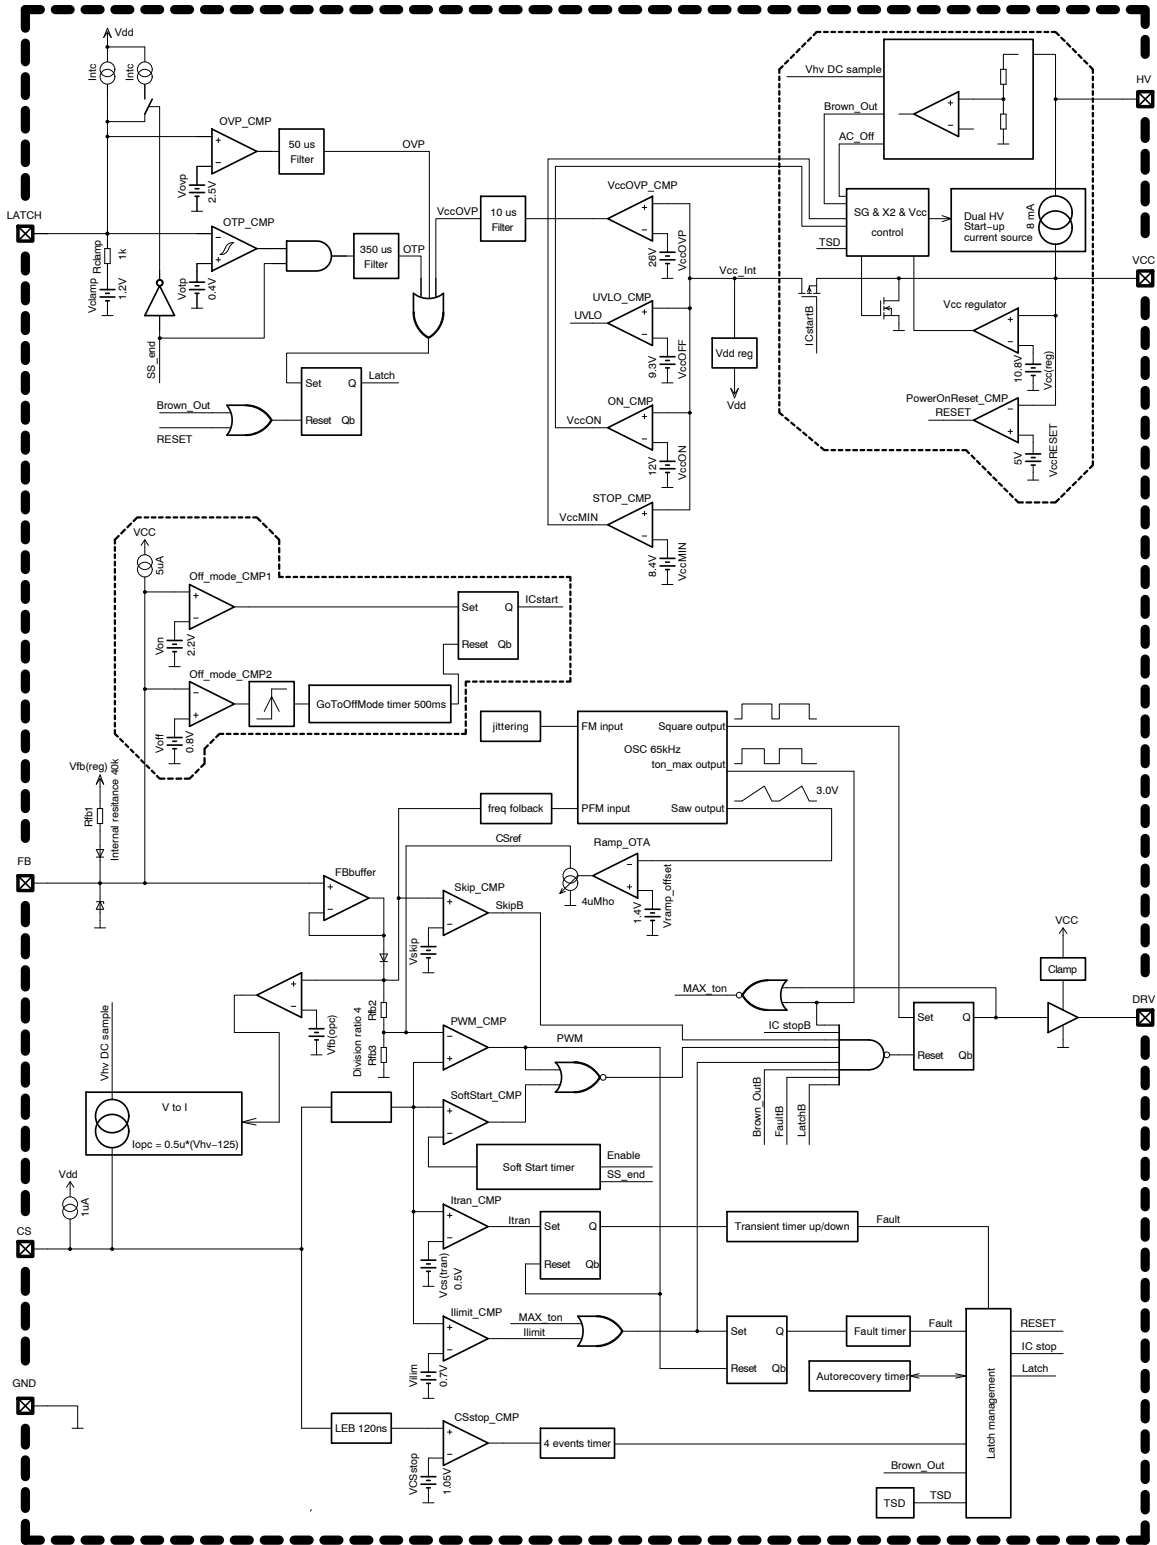 Vdd
Intc
Intc
OVP_CMP
+
−
50 us
Filter
OVP
Vovp
2.5V
LATCH
OTP_CMP
−
+
350 us
Filter
OTP
Votp
0.4V
Rclamp
1k
Vclamp
1.2V
SS_end
Set
Q
Latch
Reset
Qb
Brown_Out
RESET
VccOVP
10 us
Filter
VccOVP_CMP
+
−
26V
VccOVP
UVLO_CMP
UVLO
+
−
9.3V
VccOFF
ON_CMP
VccON
+
−
12V
VccON
STOP_CMP
VccMIN
+
−
8.4V
VccMIN
Vcc_Int
Vdd reg
Vdd
Vhv DC sample
Brown_Out
AC_Off
+
−
HV
SG & X2 & Vcc
control
TSD
Dual HV
Start−up
current source
8 mA
VCC
ICstartB
Vcc regulator
+
−
10.8V
Vcc(reg)
PowerOnReset_CMP
RESET
−
+
5V
VccRESET
VCC
5uA
Off_mode_CMP1
+
−
Von
2.2V
Set
Q
ICstart
Reset
Qb
Off_mode_CMP2
−
+
GoToOffMode timer 500ms
Voff
0.8V
Vfb(reg)
Rfb1
Internal resitance 40k
FB
jittering
FM input
Square output
OSC 65kHz
ton_max output
freq folback
PFM input
Saw output
3.0V
CSref
Ramp_OTA
−
+
4uMho
1.4V
Vramp_offset
FBbuffer
+
−
Skip_CMP
SkipB
+
−
Vskip
+
−
Vfb(opc)
Division ratio 4
Rfb2
Rfb3
PWM_CMP
PWM
−
+
MAX_ton
IC stopB
Brown_OutB
FaultB
LatchB
Set
Q
Reset
Qb
VCC
Clamp
DRV
Vhv DC sample
V to I
Iopc = 0.5u*(Vhv−125)
Vdd
1uA
CS
SoftStart_CMP
+
−
Soft Start timer
Enable
SS_end
Itran_CMP
Itran
+
−
Vcs(tran)
0.5V
Set
Q
Reset
Qb
Transient timer up/down
Fault
Ilimit_CMP
MAX_ton
Ilimit
+
−
Vilim
0.7V
Set
Q
Reset
Qb
Fault timer
Fault
Autorecovery timer
Latch management
RESET
IC stop
Latch
GND
LEB 120ns
CSstop_CMP
+
−
VCSstop
1.05V
4 events timer
Brown_Out
TSD
TSD